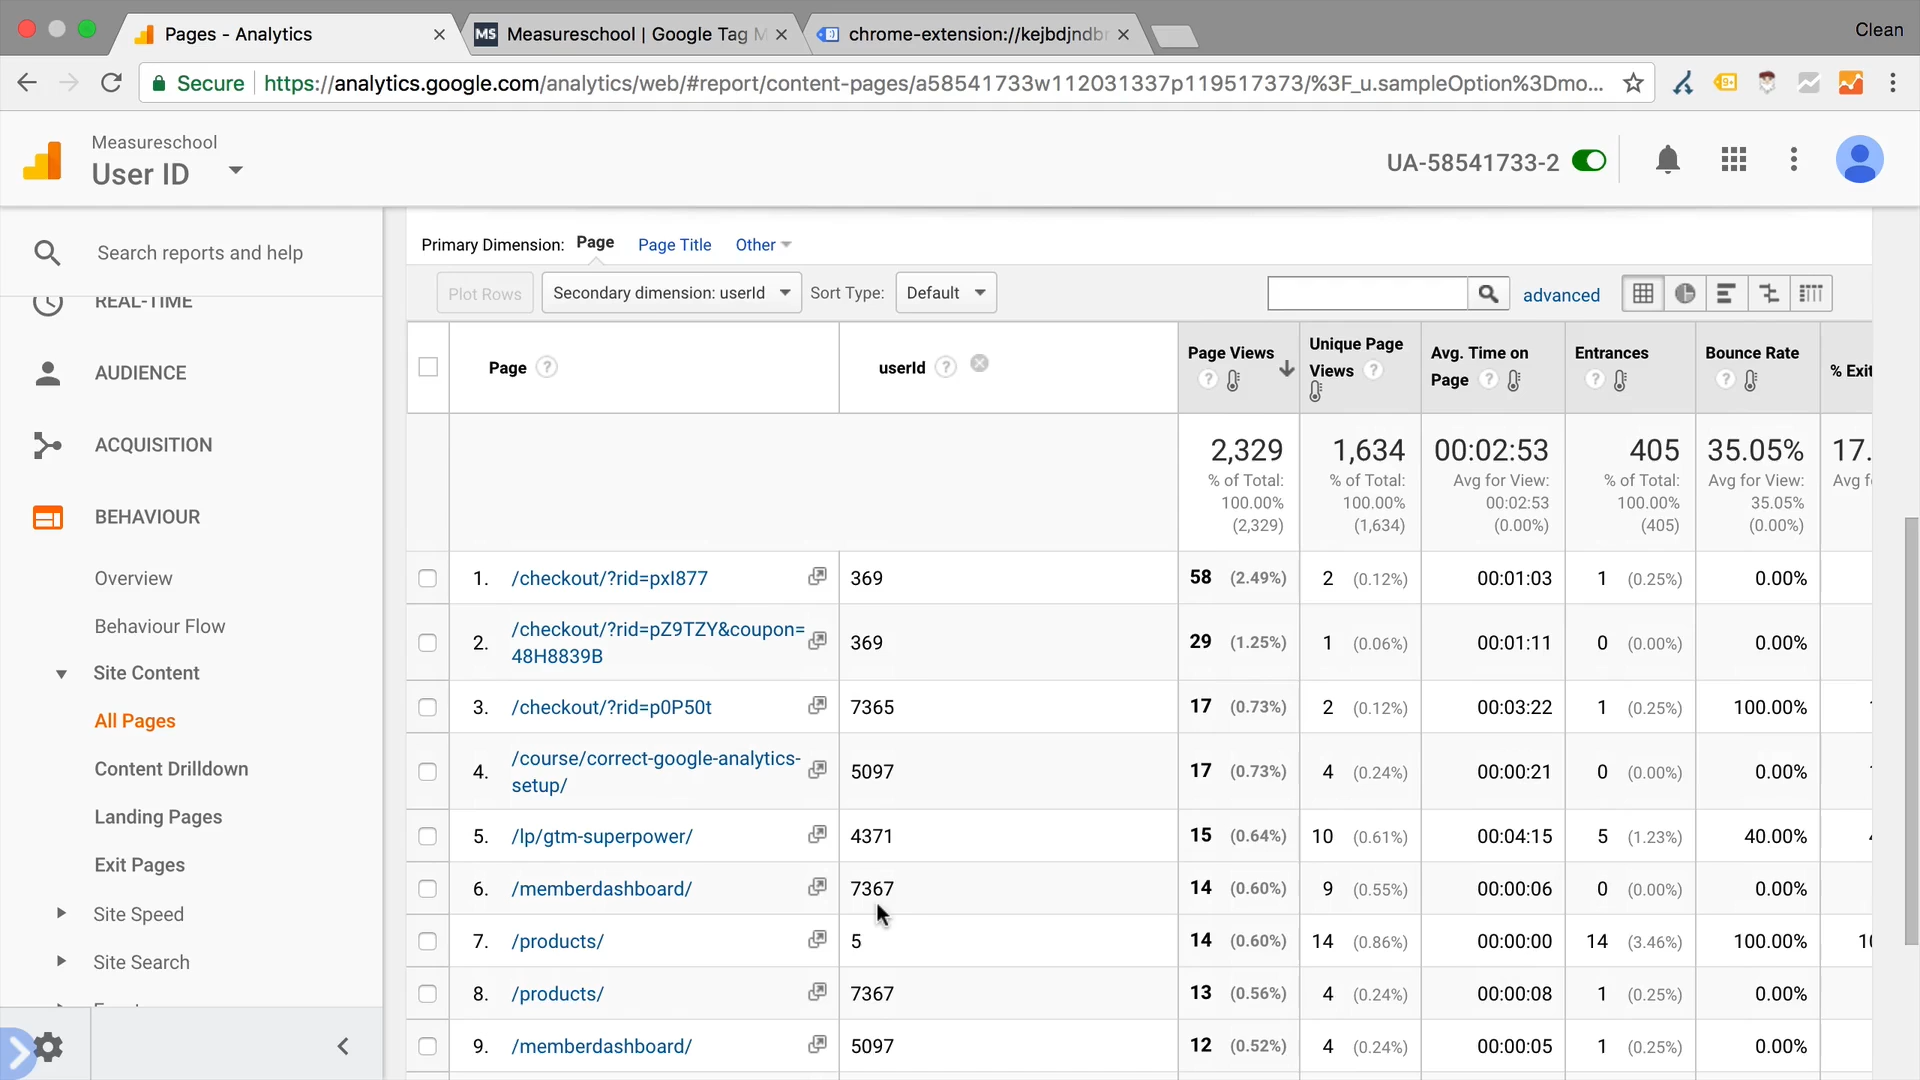 Pages - Analytics
MS Measureschool | Google Tag M
chrome-extension://kejbdjndbr
Clean
Secure https://analytics.google.com/analytics/web/#report/content-pages/a58541733w112031337p119517373/%3F_u.sampleOption%3Dmo...
Measureschool
User ID
UA-58541733-2
Search reports and help
REAL-TIME
AUDIENCE
ACQUISITION
BEHAVIOUR
Overview
Behaviour Flow
Site Content
All Pages
Content Drilldown
Landing Pages
Exit Pages
Site Speed
Site Search
Primary Dimension: Page Page Title Other
Plot Rows Secondary dimension: userId Sort Type: Default advanced
Page ? userId ? Page Views ? Unique Page Views ? Avg. Time on Page ? Entrances ? Bounce Rate ? % Exit
2,329 1,634 00:02:53 405 35.05% 17.
% of Total: % of Total: Avg for View: % of Total: Avg for View: Avg f
100.00% 100.00% 00:02:53 100.00% 35.05%
(2,329) (1,634) (0.00%) (405) (0.00%)
1. /checkout/?rid=pxI877 369 58 (2.49%) 2 (0.12%) 00:01:03 1 (0.25%) 0.00%
2. /checkout/?rid=pZ9TZY&coupon=
48H8839B 369 29 (1.25%) 1 (0.06%) 00:01:11 0 (0.00%) 0.00%
3. /checkout/?rid=p0P50t 7365 17 (0.73%) 2 (0.12%) 00:03:22 1 (0.25%) 100.00%
4. /course/correct-google-analytics-
setup/ 5097 17 (0.73%) 4 (0.24%) 00:00:21 0 (0.00%) 0.00%
5. /lp/gtm-superpower/ 4371 15 (0.64%) 10 (0.61%) 00:04:15 5 (1.23%) 40.00%
6. /memberdashboard/ 7367 14 (0.60%) 9 (0.55%) 00:00:06 0 (0.00%) 0.00%
7. /products/ 5 14 (0.60%) 14 (0.86%) 00:00:00 14 (3.46%) 100.00% 10
8. /products/ 7367 13 (0.56%) 4 (0.24%) 00:00:08 1 (0.25%) 0.00%
9. /memberdashboard/ 5097 12 (0.52%) 4 (0.24%) 00:00:05 1 (0.25%) 0.00%